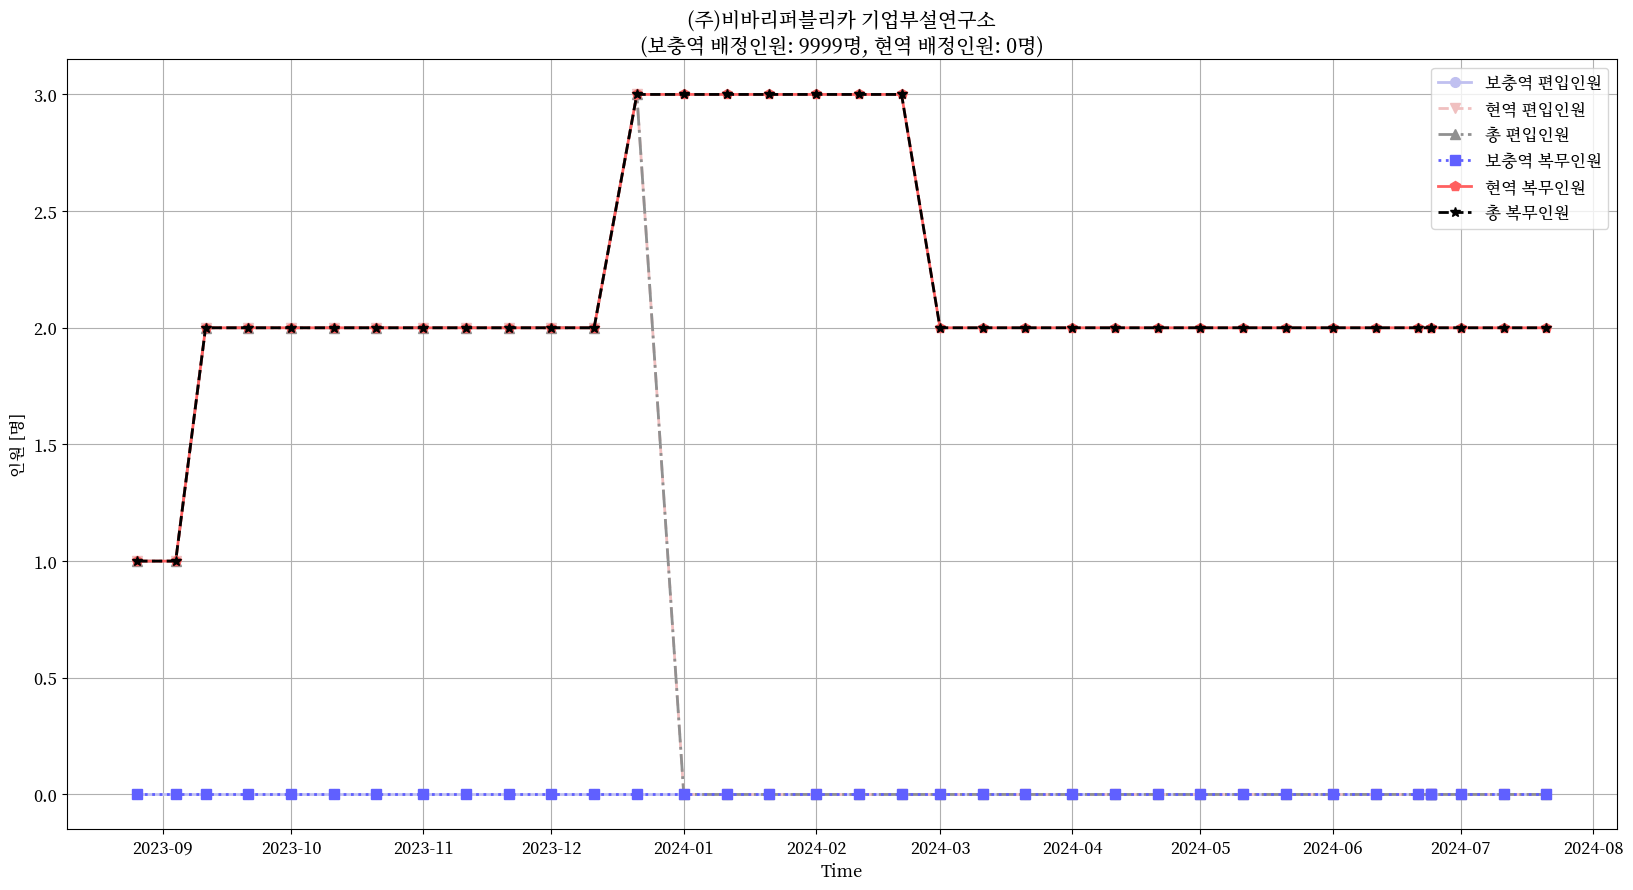 (주)비바리퍼블리카 기업부설연구소
(보충역 배정인원: 9999명, 현역 배정인원: 0명)
보충역 편입인원
현역 편입인원
총 편입인원
보충역 복무인원
현역 복무인원
총 복무인원
3.0
2.5
2.0
1.5
1.0
0.5
0.0
인원 [명]
2023-09 2023-10 2023-11 2023-12 2024-01 2024-02 2024-03 2024-04 2024-05 2024-06 2024-07 2024-08
Time